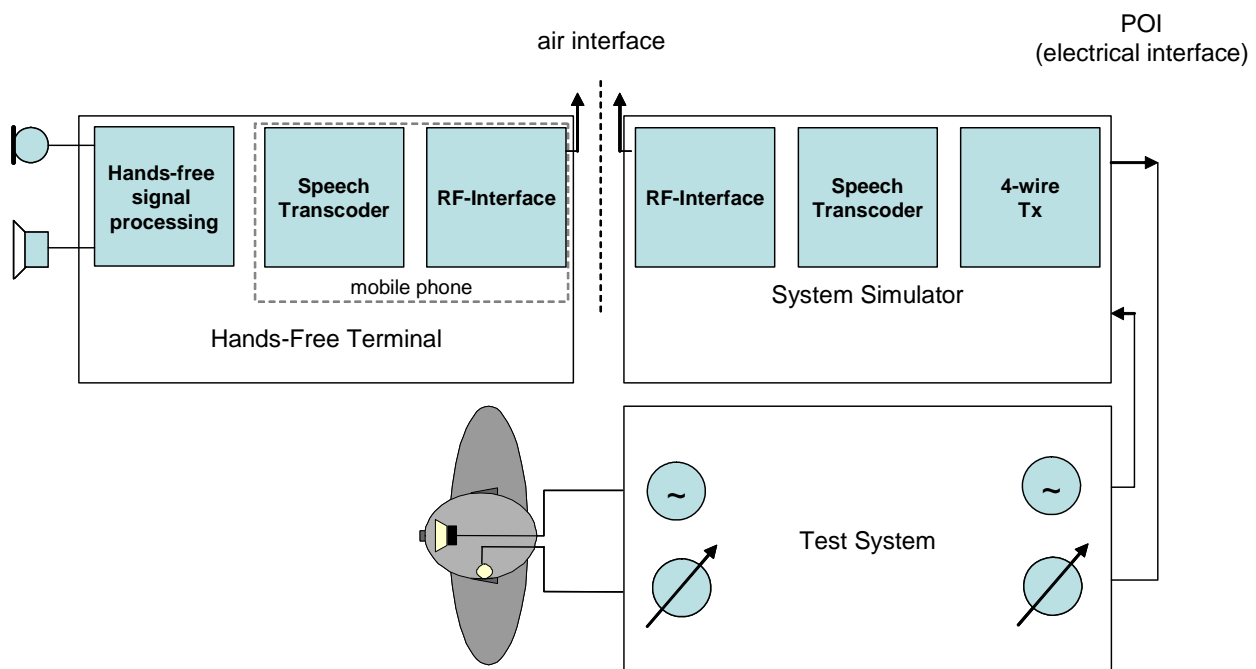 POI
(electrical interface)
air interface
Hands-free
signal
processing
Speech
Transcoder
RF-Interface
mobile phone
Hands-Free Terminal
RF-Interface
Speech
Transcoder
4-wire
Tx
System Simulator
~
~
Test System